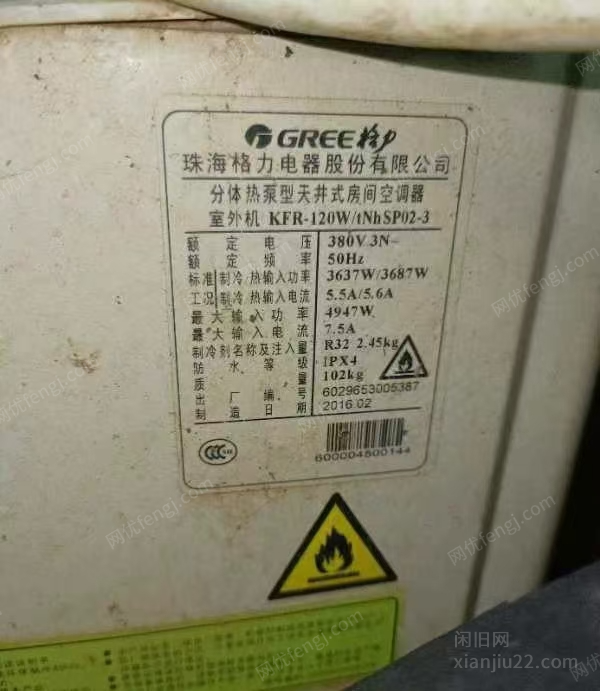 GREE 格力
珠海格力电器股份有限公司
分体热泵型天井式房间空调器
室外机 KFR-120W/tNhSP02-3
额定电压 380V 3N~
额定频率 50Hz
标准制冷/热输入功率 3637W/3687W
工况制冷/热输入电流 5.5A/5.6A
最大输入功率 4947W
最大输入电流 7.5A
制冷剂名称及注入量 R32 2.45kg
防水等级 IPX4
质量 102kg
出厂编号 6029653005387
制造日期 2016.02
600004500144
网优fengj.com
闲旧网
xianjiu22.com